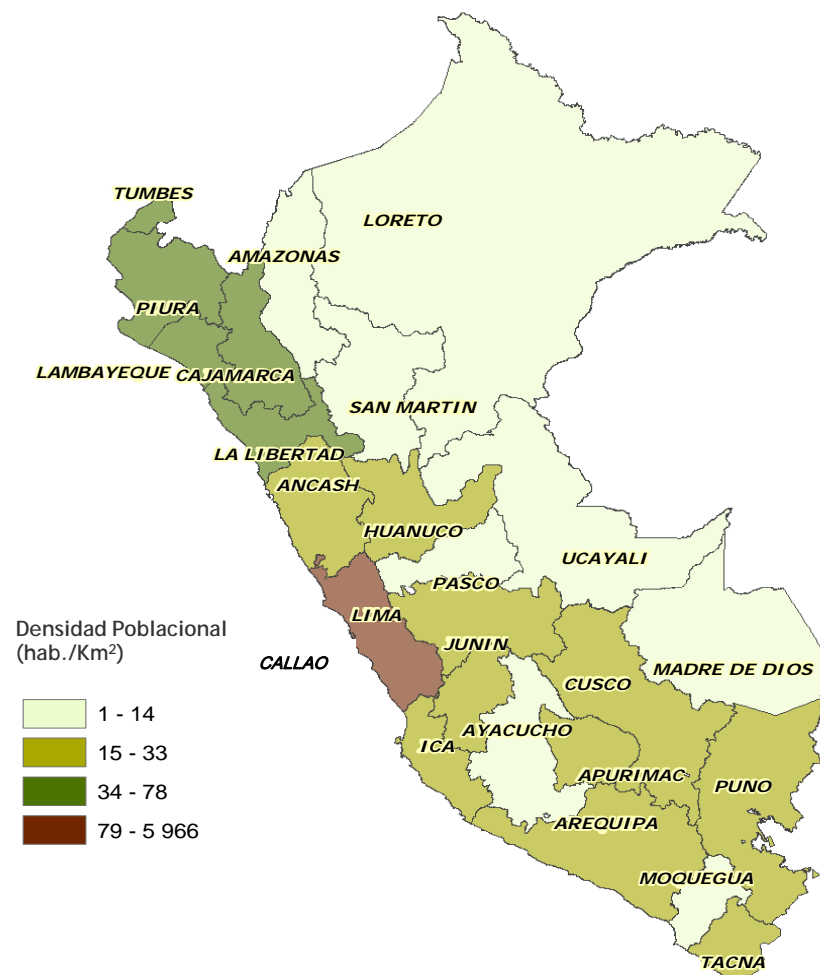 TUMBES
LORETO
AMAZONAS
PIURA
LAMBAYEQUE
CAJAMARCA
SAN MARTIN
LA LIBERTAD
ANCASH
HUANUCO
UCAYALI
PASCO
LIMA
JUNIN
CALLAO
MADRE DE DIOS
CUSCO
AYACUCHO
ICA
APURIMAC
PUNO
AREQUIPA
MOQUEGUA
TACNA
Densidad Poblacional
(hab./Km²)
1 - 14
15 - 33
34 - 78
79 - 5 966